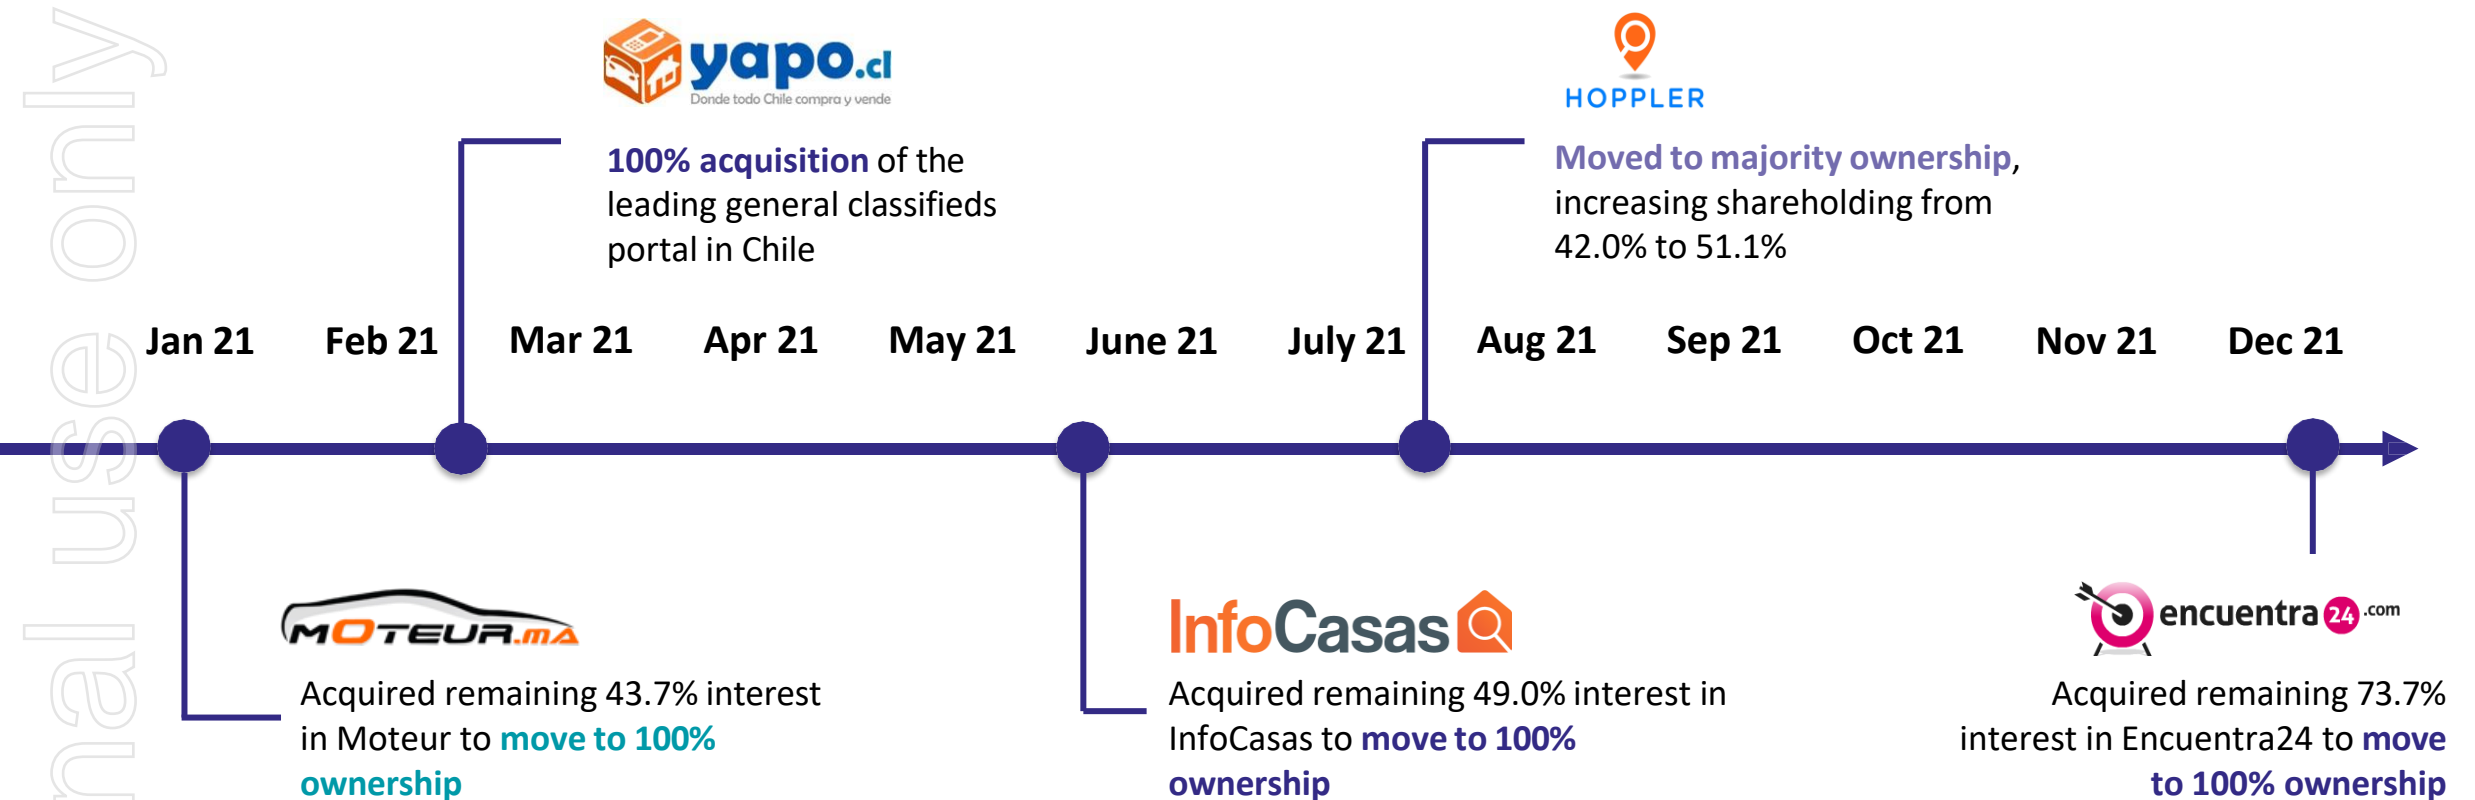 yapo.cl
Donde todo Chile compra y vende
100% acquisition of the
leading general classifieds
portal in Chile
HOPPLER
Moved to majority ownership,
increasing shareholding from
42.0% to 51.1%
Jan 21 Feb 21 Mar 21 Apr 21 May 21 June 21 July 21 Aug 21 Sep 21 Oct 21 Nov 21 Dec 21
MOTEUR.MA
Acquired remaining 43.7% interest
in Moteur to move to 100%
ownership
InfoCasas
Acquired remaining 49.0% interest in
InfoCasas to move to 100%
ownership
encuentra24.com
Acquired remaining 73.7%
interest in Encuentra24 to move
to 100% ownership
nal use only